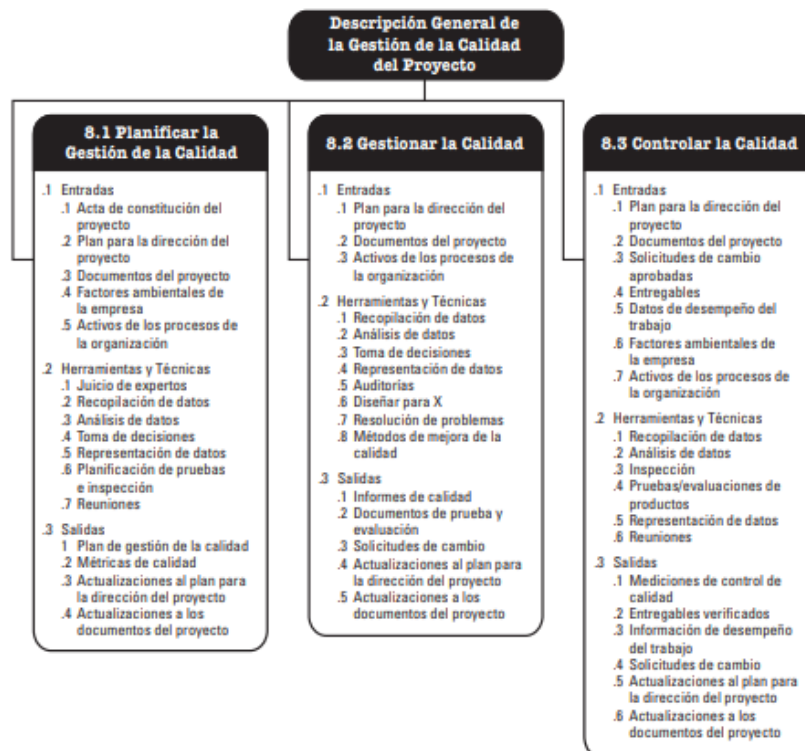 Descripción General de
la Gestión de la Calidad
del Proyecto
8.1 Planificar la
Gestión de la Calidad
.1 Entradas
.1 Acta de constitución del
proyecto
.2 Plan para la dirección del
proyecto
.3 Documentos del proyecto
.4 Factores ambientales de
la empresa
.5 Activos de los procesos de
la organización
.2 Herramientas y Técnicas
.1 Juicio de expertos
.2 Recopilación de datos
.3 Análisis de datos
.4 Toma de decisiones
.5 Representación de datos
.6 Planificación de pruebas
e inspección
.7 Reuniones
.3 Salidas
1 Plan de gestión de la calidad
.2 Métricas de calidad
.3 Actualizaciones al plan para
la dirección del proyecto
.4 Actualizaciones a los
documentos del proyecto
8.2 Gestionar la Calidad
.1 Entradas
.1 Plan para la dirección del
proyecto
.2 Documentos del proyecto
.3 Activos de los procesos de
la organización
.2 Herramientas y Técnicas
.1 Recopilación de datos
.2 Análisis de datos
.3 Toma de decisiones
.4 Representación de datos
.5 Auditorías
.6 Diseñar para X
.7 Resolución de problemas
.8 Métodos de mejora de la
calidad
.3 Salidas
.1 Informes de calidad
.2 Documentos de prueba y
evaluación
.3 Solicitudes de cambio
.4 Actualizaciones al plan para
la dirección del proyecto
.5 Actualizaciones a los
documentos del proyecto
8.3 Controlar la Calidad
.1 Entradas
.1 Plan para la dirección del
proyecto
.2 Documentos del proyecto
.3 Solicitudes de cambio
aprobadas
.4 Entregables
.5 Datos de desempeño del
trabajo
.6 Factores ambientales de
la empresa
.7 Activos de los procesos de
la organización
.2 Herramientas y Técnicas
.1 Recopilación de datos
.2 Análisis de datos
.3 Inspección
.4 Pruebas/evaluaciones de
productos
.5 Representación de datos
.6 Reuniones
.3 Salidas
.1 Mediciones de control de
calidad
.2 Entregables verificados
.3 Información de desempeño
del trabajo
.4 Solicitudes de cambio
.5 Actualizaciones al plan para
la dirección del proyecto
.6 Actualizaciones a los
documentos del proyecto